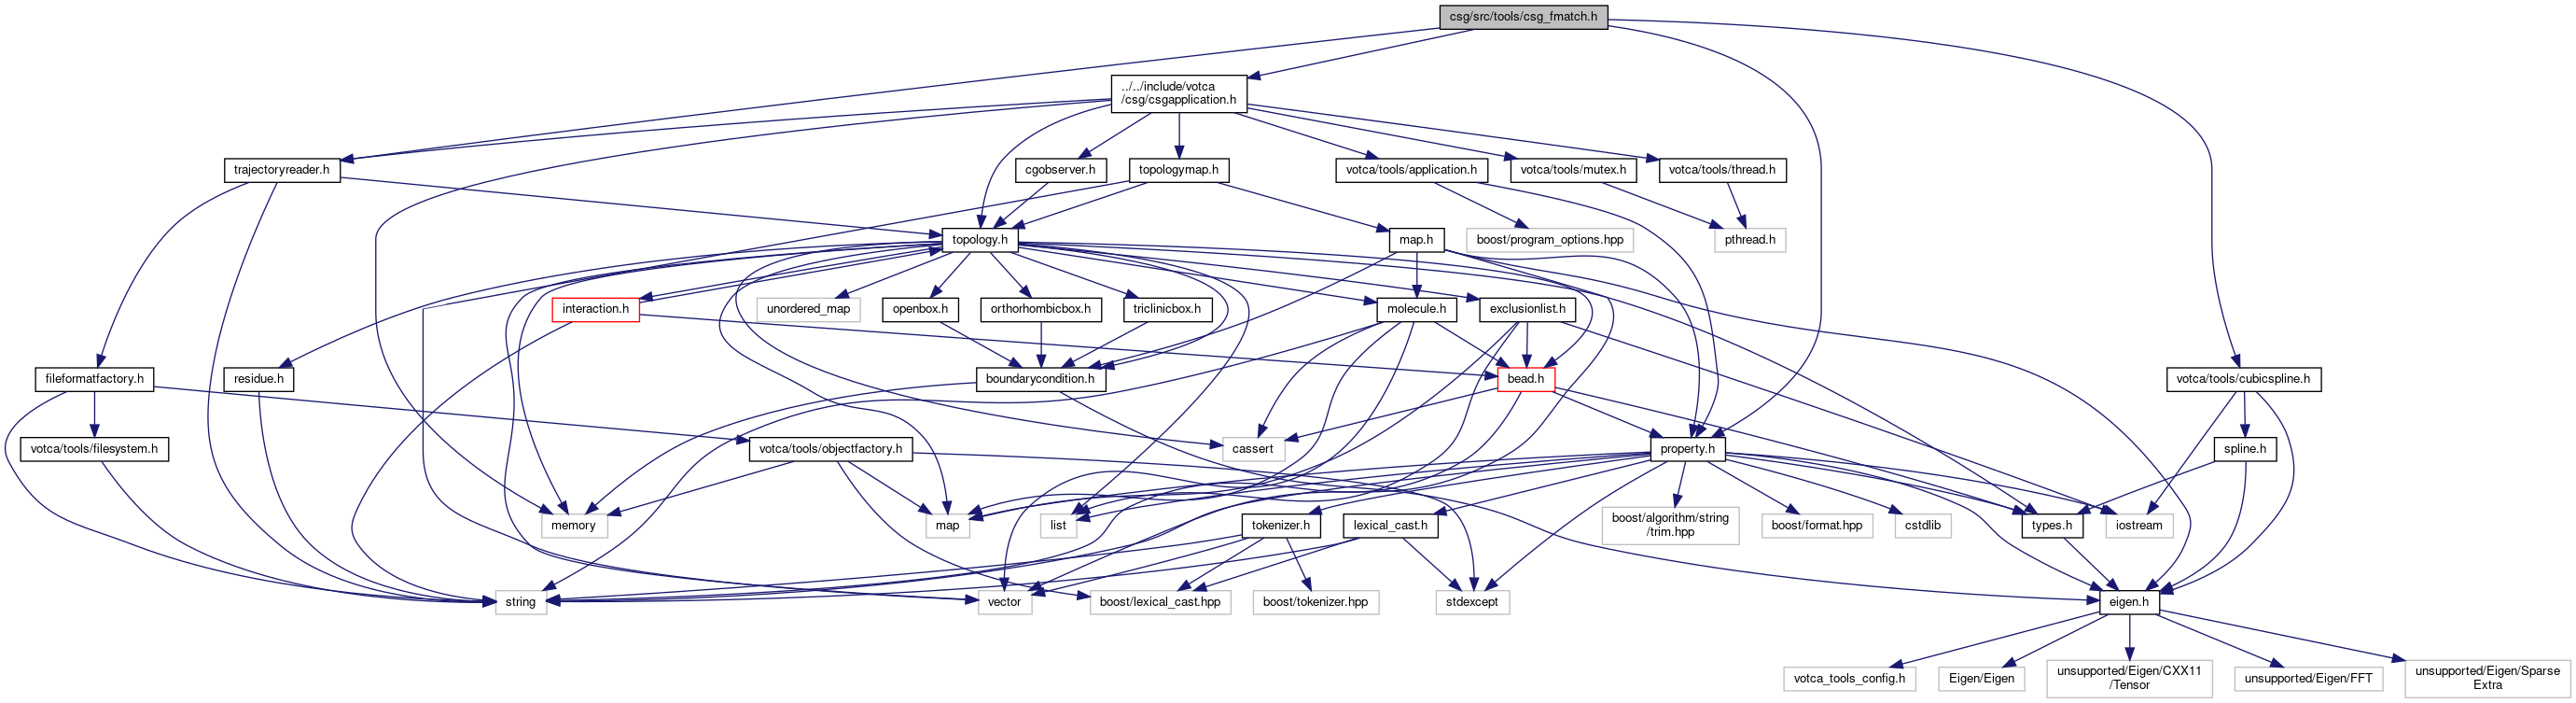 csg/src/tools/csg_fmatch.h
../../include/votca
/csg/csgapplication.h
trajectoryreader.h
cgobserver.h
topologymap.h
votca/tools/application.h
votca/tools/mutex.h
votca/tools/thread.h
topology.h
map.h
boost/program_options.hpp
pthread.h
interaction.h
unordered_map
openbox.h
orthorhombicbox.h
triclinicbox.h
molecule.h
exclusionlist.h
fileformatfactory.h
residue.h
boundarycondition.h
bead.h
votca/tools/cubicspline.h
votca/tools/filesystem.h
votca/tools/objectfactory.h
cassert
property.h
spline.h
memory
map
list
tokenizer.h
lexical_cast.h
boost/algorithm/string
/trim.hpp
boost/format.hpp
cstdlib
types.h
iostream
string
vector
boost/lexical_cast.hpp
boost/tokenizer.hpp
stdexcept
eigen.h
votca_tools_config.h
Eigen/Eigen
unsupported/Eigen/CXX11
/Tensor
unsupported/Eigen/FFT
unsupported/Eigen/Sparse
Extra